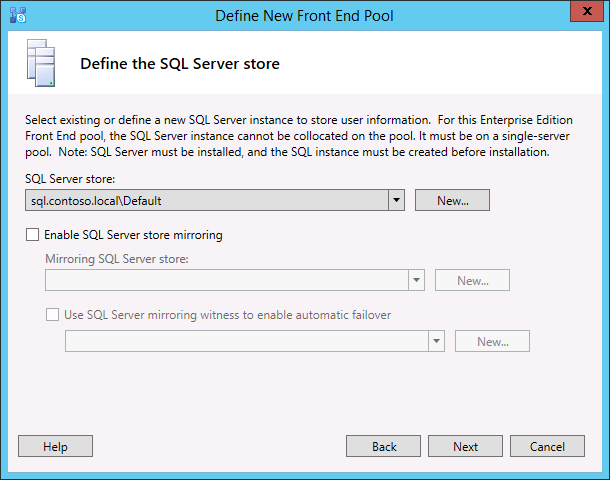 Define New Front End Pool
x
Define the SQL Server store
Select existing or define a new SQL Server instance to store user information.  For this Enterprise Edition
Front End pool, the SQL Server instance cannot be collocated on the pool. It must be on a single-server
pool.  Note: SQL Server must be installed, and the SQL instance must be created before installation.
SQL Server store:
sql.contoso.local\Default
New...
Enable SQL Server store mirroring
Mirroring SQL Server store:
New...
Use SQL Server mirroring witness to enable automatic failover
New...
Help
Back
Next
Cancel